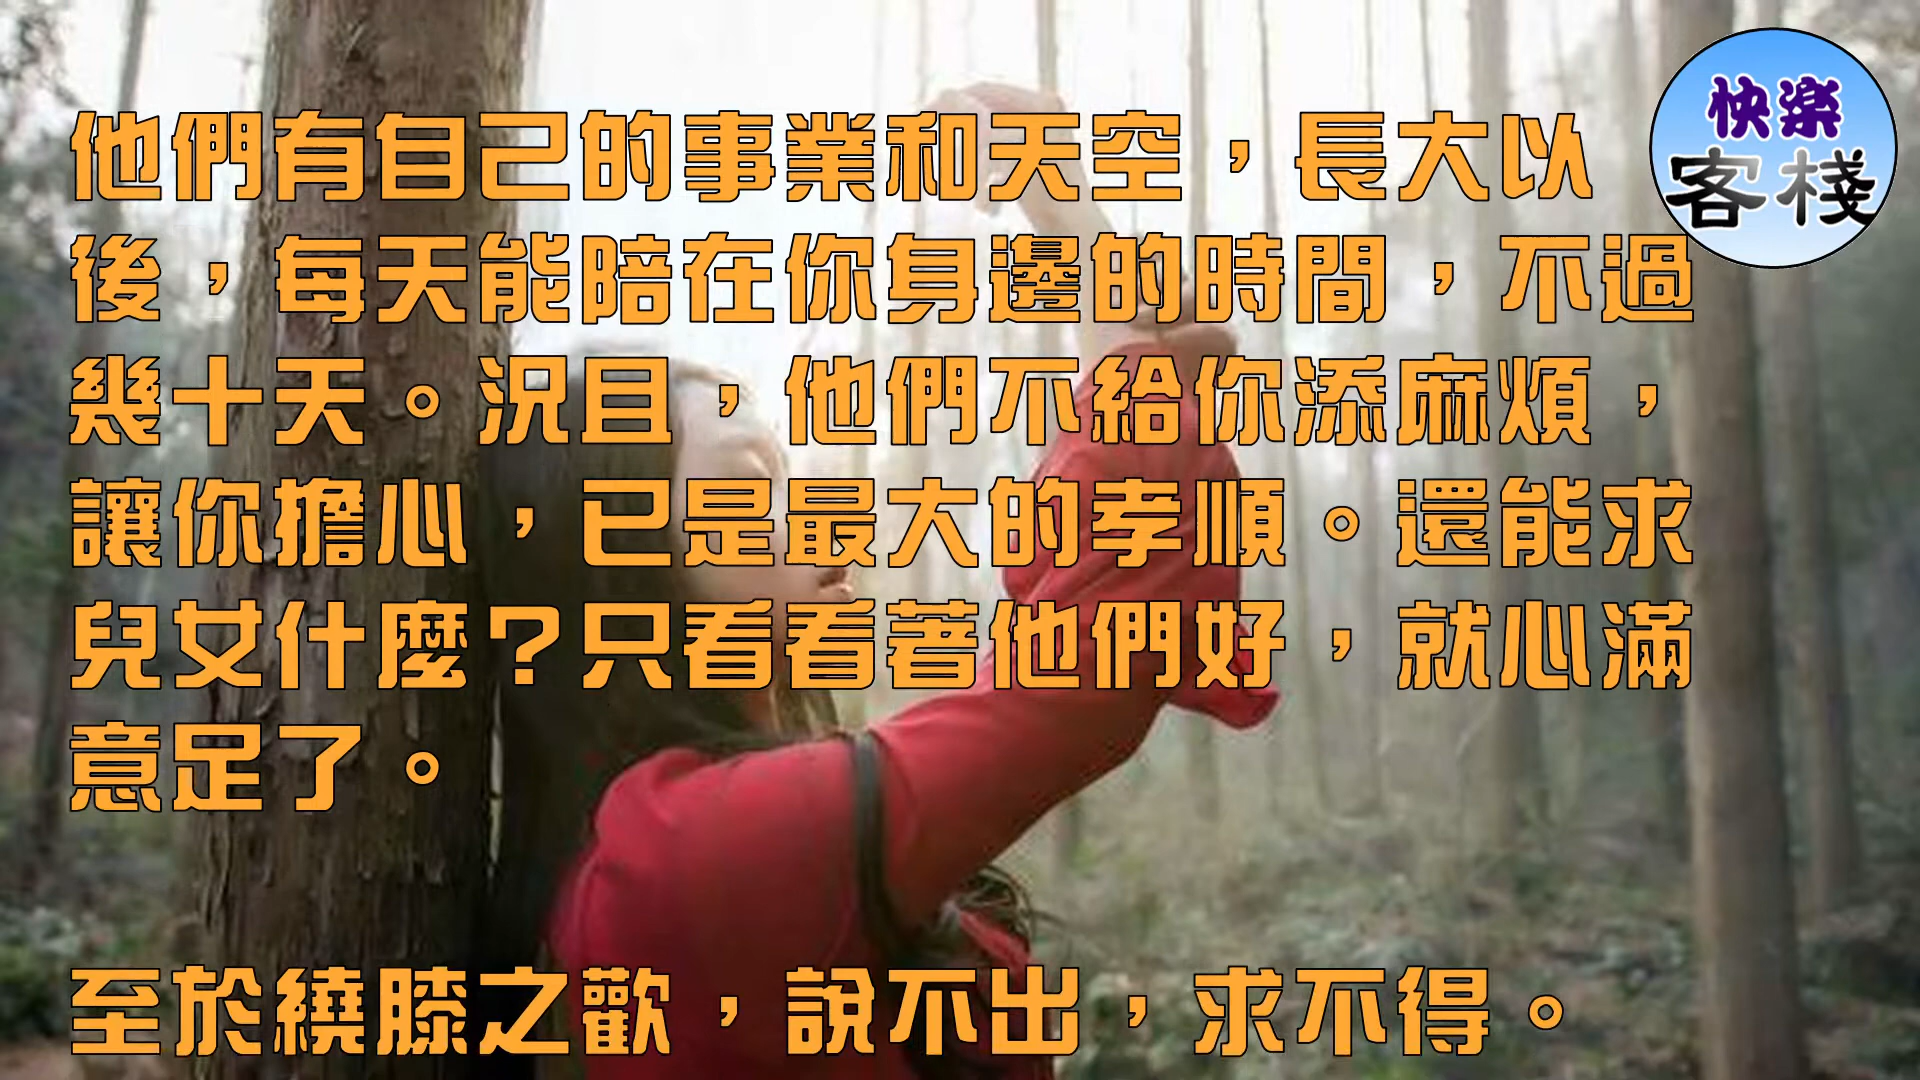 快樂
客棧
他們有自己的事業和天空，長大以
後，每天能陪在你身邊的時間，不過
幾十天。況且，他們不給你添麻煩，
讓你擔心，已是最大的孝順。還能求
兒女什麼？只看看著他們好，就心滿
意足了。
至於繞膝之歡，說不出，求不得。